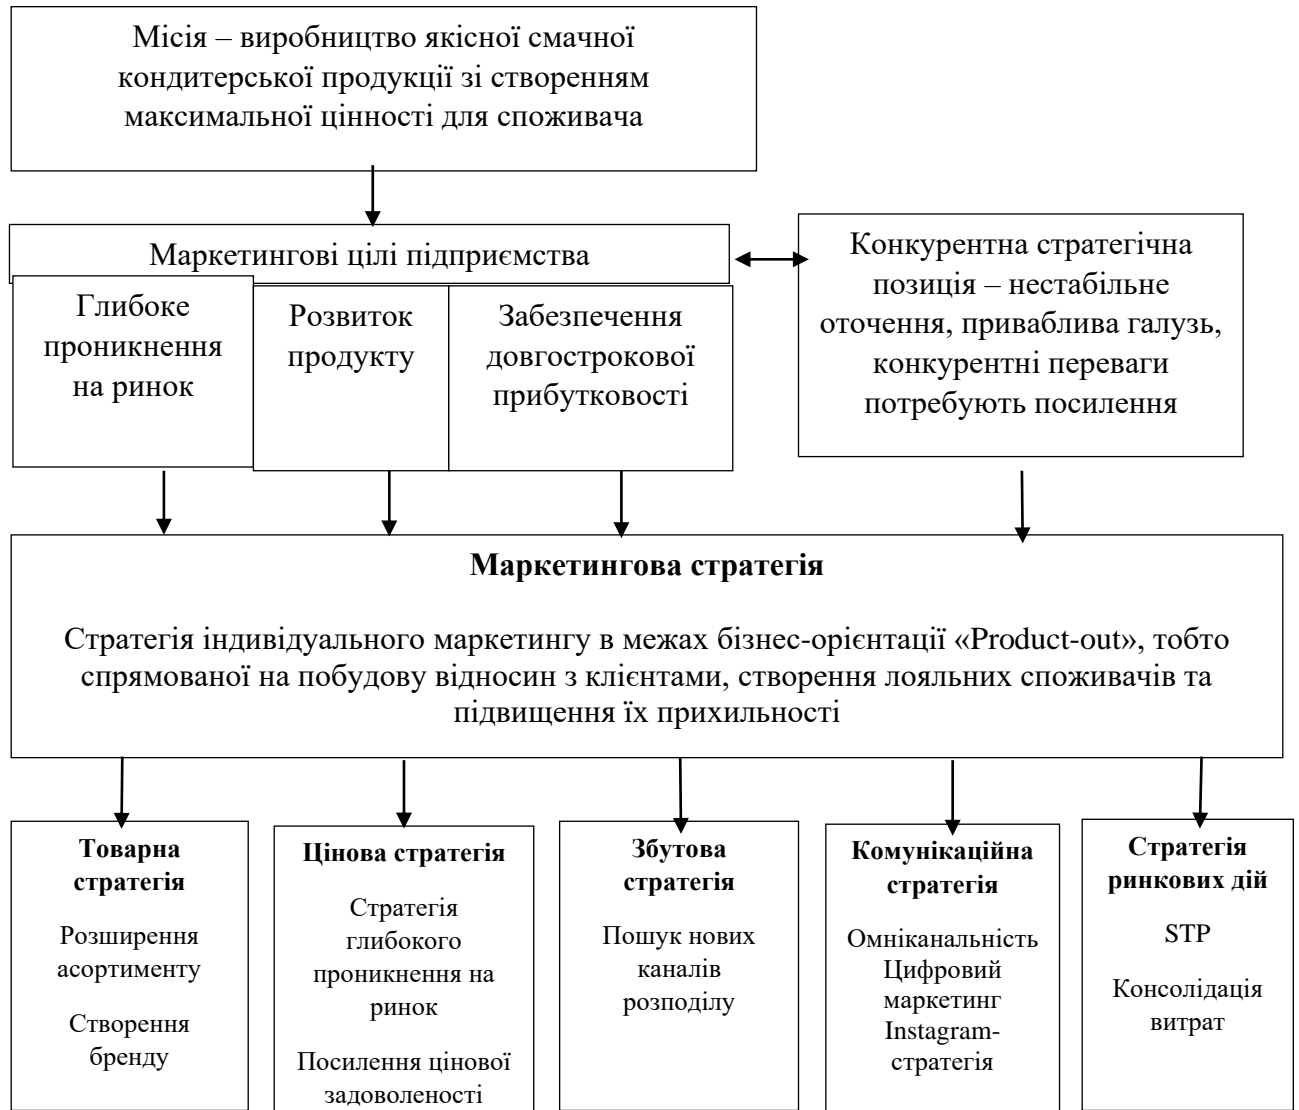 Місія – виробництво якісної смачної
кондитерської продукції зі створенням
максимальної цінності для споживача
Маркетингові цілі підприємства
Глибоке
проникнення
на ринок
Розвиток
продукту
Забезпечення
довгострокової
прибутковості
Конкурентна стратегічна
позиція – нестабільне
оточення, приваблива галузь,
конкурентні переваги
потребують посилення
Маркетингова стратегія
Стратегія індивідуального маркетингу в межах бізнес-орієнтації «Product-out», тобто
спрямованої на побудову відносин з клієнтами, створення лояльних споживачів та
підвищення їх прихильності
Товарна
стратегія
Розширення
асортименту
Створення
бренду
Цінова стратегія
Стратегія
глибокого
проникнення на
ринок
Посилення цінової
задоволеності
Збутова
стратегія
Пошук нових
каналів
розподілу
Комунікаційна
стратегія
Омніканальність
Цифровий
маркетинг
Instagram-
стратегія
Стратегія
ринкових дій
STP
Консолідація
витрат